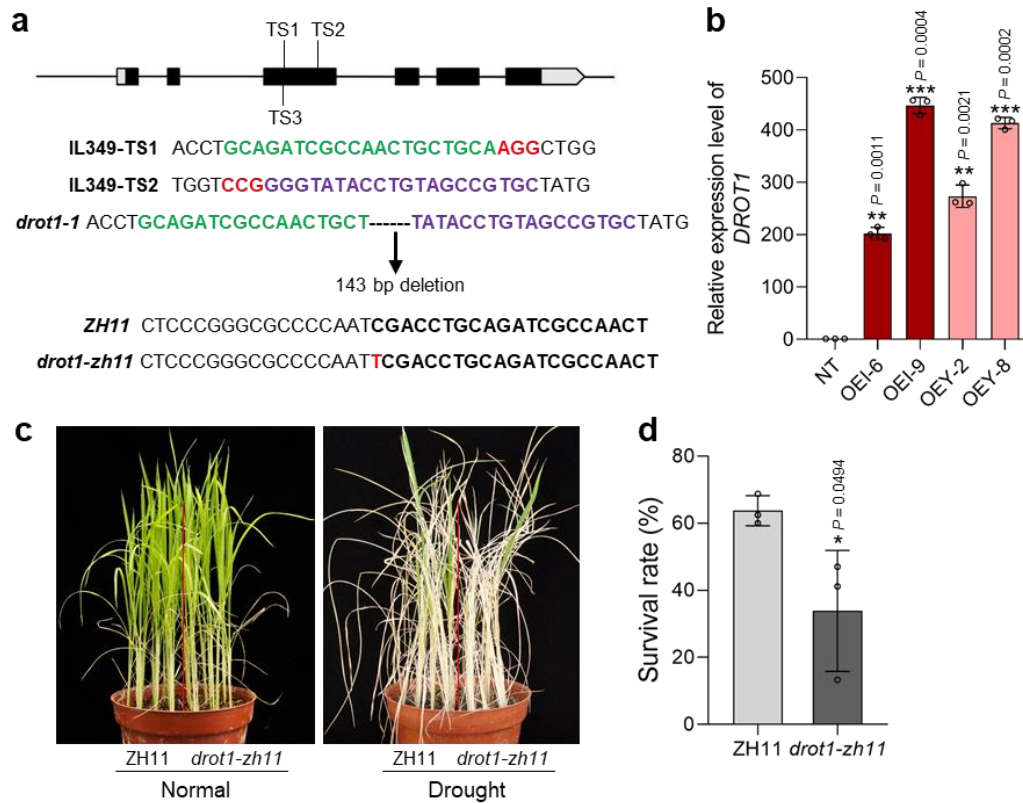 a
TS1 TS2
TS3
IL349-TS1 ACCTGCAGATCGCCAACTGCTGCAAGGCTGG
IL349-TS2 TGGTCCGGGGTATACCTGTAGCCGTGCTATG
drot1-1 ACCTGCAGATCGCCAACTGCT------TATACCTGTAGCCGTGCTATG
143 bp deletion
ZH11 CTCCCGGGCGCCCCAATCGACCTGCAGATCGCCAACT
drot1-zh11 CTCCCGGGCGCCCCAATTCGACCTGCAGATCGCCAACT
b
Relative expression level of
DROT1
500
400
300
200
100
0
** P = 0.0011
*** P = 0.0004
** P = 0.0021
*** P = 0.0002
NT OEI-6 OEI-9 OEY-2 OEY-8
c
ZH11 drot1-zh11
Normal
ZH11 drot1-zh11
Drought
d
Survival rate (%)
80
60
40
20
0
* P = 0.0494
ZH11 drot1-zh11